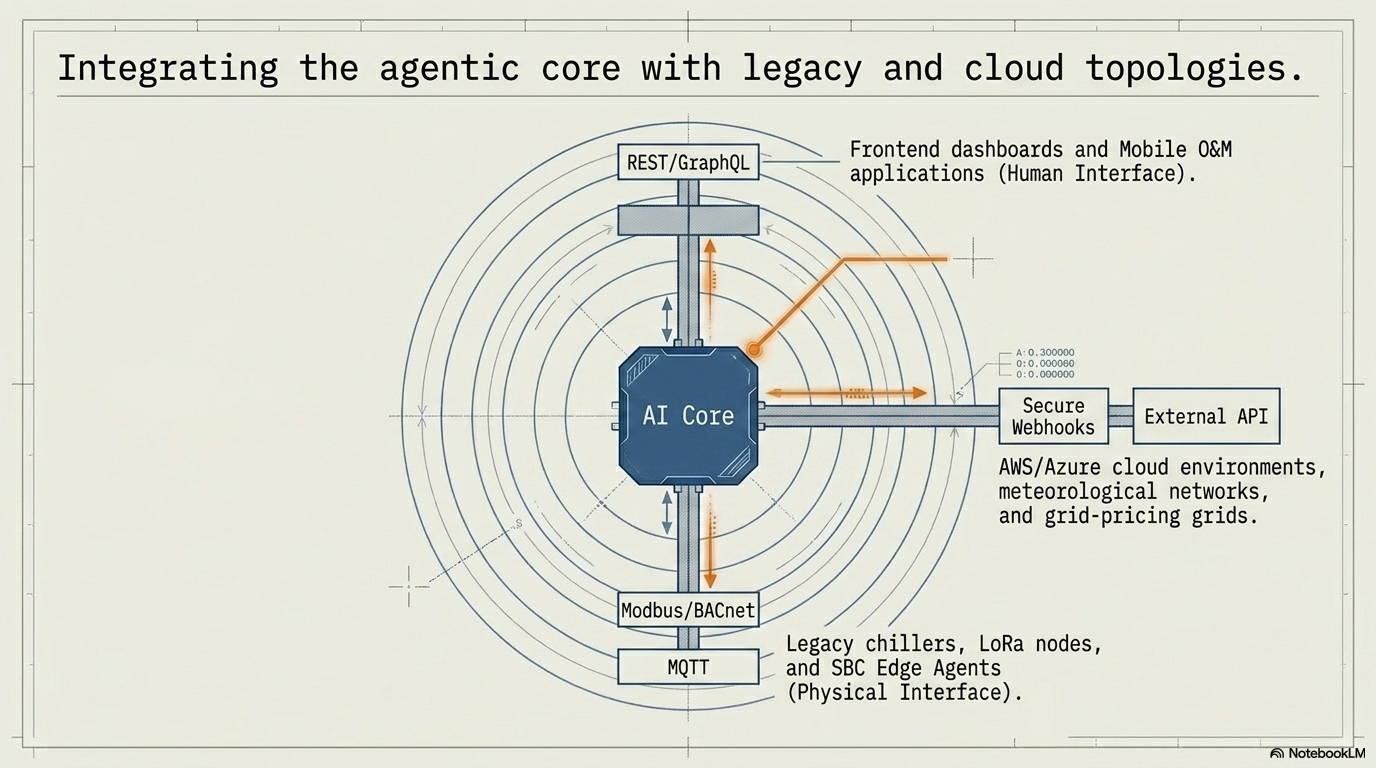 Integrating the agentic core with legacy and cloud topologies.
REST/GraphQL
Frontend dashboards and Mobile O&M
applications (Human Interface).
A:0.300000
0:0.000060
0:0.000000
AI Core
Secure
Webhooks
External API
AWS/Azure cloud environments,
meteorological networks,
and grid-pricing grids.
S
Modbus/BACnet
MQTT
Legacy chillers, LoRa nodes,
and SBC Edge Agents
(Physical Interface).
NotebookLM